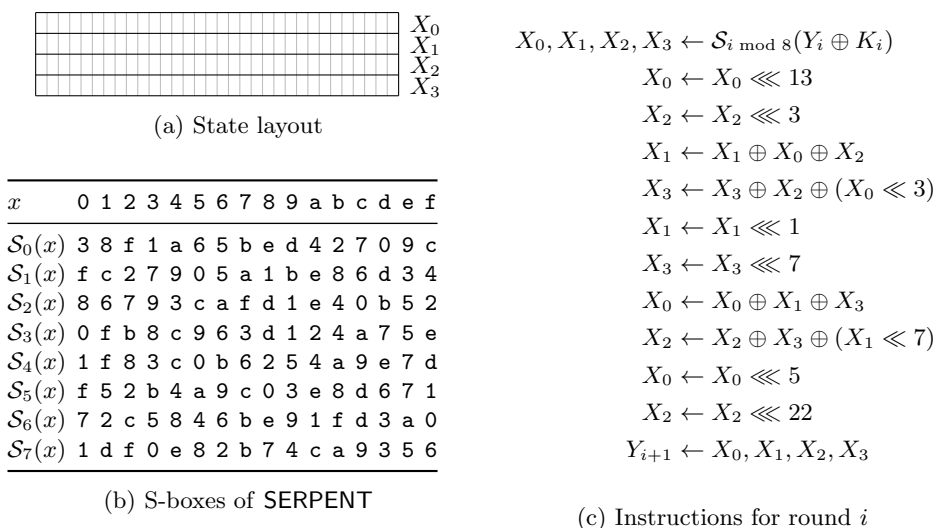 X₀
X₁
X₂
X₃
(a) State layout
x 0 1 2 3 4 5 6 7 8 9 a b c d e f
S₀(x) 3 8 f 1 a 6 5 b e d 4 2 7 0 9 c
S₁(x) f c 2 7 9 0 5 a 1 b e 8 6 d 3 4
S₂(x) 8 6 7 9 3 c a f d 1 e 4 0 b 5 2
S₃(x) 0 f b 8 c 9 6 3 d 1 2 4 a 7 5 e
S₄(x) 1 f 8 3 c 0 b 6 2 5 4 a 9 e 7 d
S₅(x) f 5 2 b 4 a 9 c 0 3 e 8 d 6 7 1
S₆(x) 7 2 c 5 8 4 6 b e 9 1 f d 3 a 0
S₇(x) 1 d f 0 e 8 2 b 7 4 c a 9 3 5 6
(b) S-boxes of SERPENT
X₀, X₁, X₂, X₃ ← S_{i mod 8}(Y_i ⊕ K_i)
X₀ ← X₀ ⋘ 13
X₂ ← X₂ ⋘ 3
X₁ ← X₁ ⊕ X₀ ⊕ X₂
X₃ ← X₃ ⊕ X₂ ⊕ (X₀ ≪ 3)
X₁ ← X₁ ⋘ 1
X₃ ← X₃ ⋘ 7
X₀ ← X₀ ⊕ X₁ ⊕ X₃
X₂ ← X₂ ⊕ X₃ ⊕ (X₁ ≪ 7)
X₀ ← X₀ ⋘ 5
X₂ ← X₂ ⋘ 22
Y_{i+1} ← X₀, X₁, X₂, X₃
(c) Instructions for round i